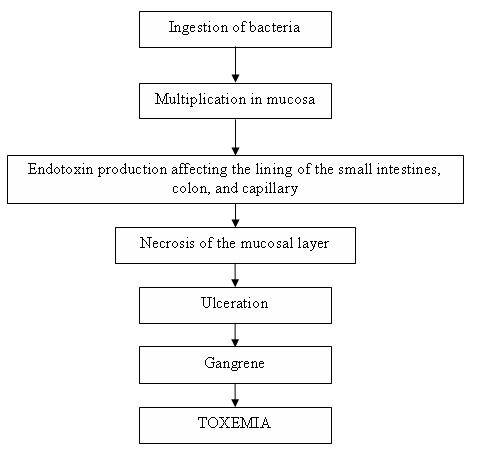 Ingestion of bacteria
Multiplication in mucosa
Endotoxin production affecting the lining of the small intestines,
colon, and capillary
Necrosis of the mucosal layer
Ulceration
Gangrene
TOXEMIA